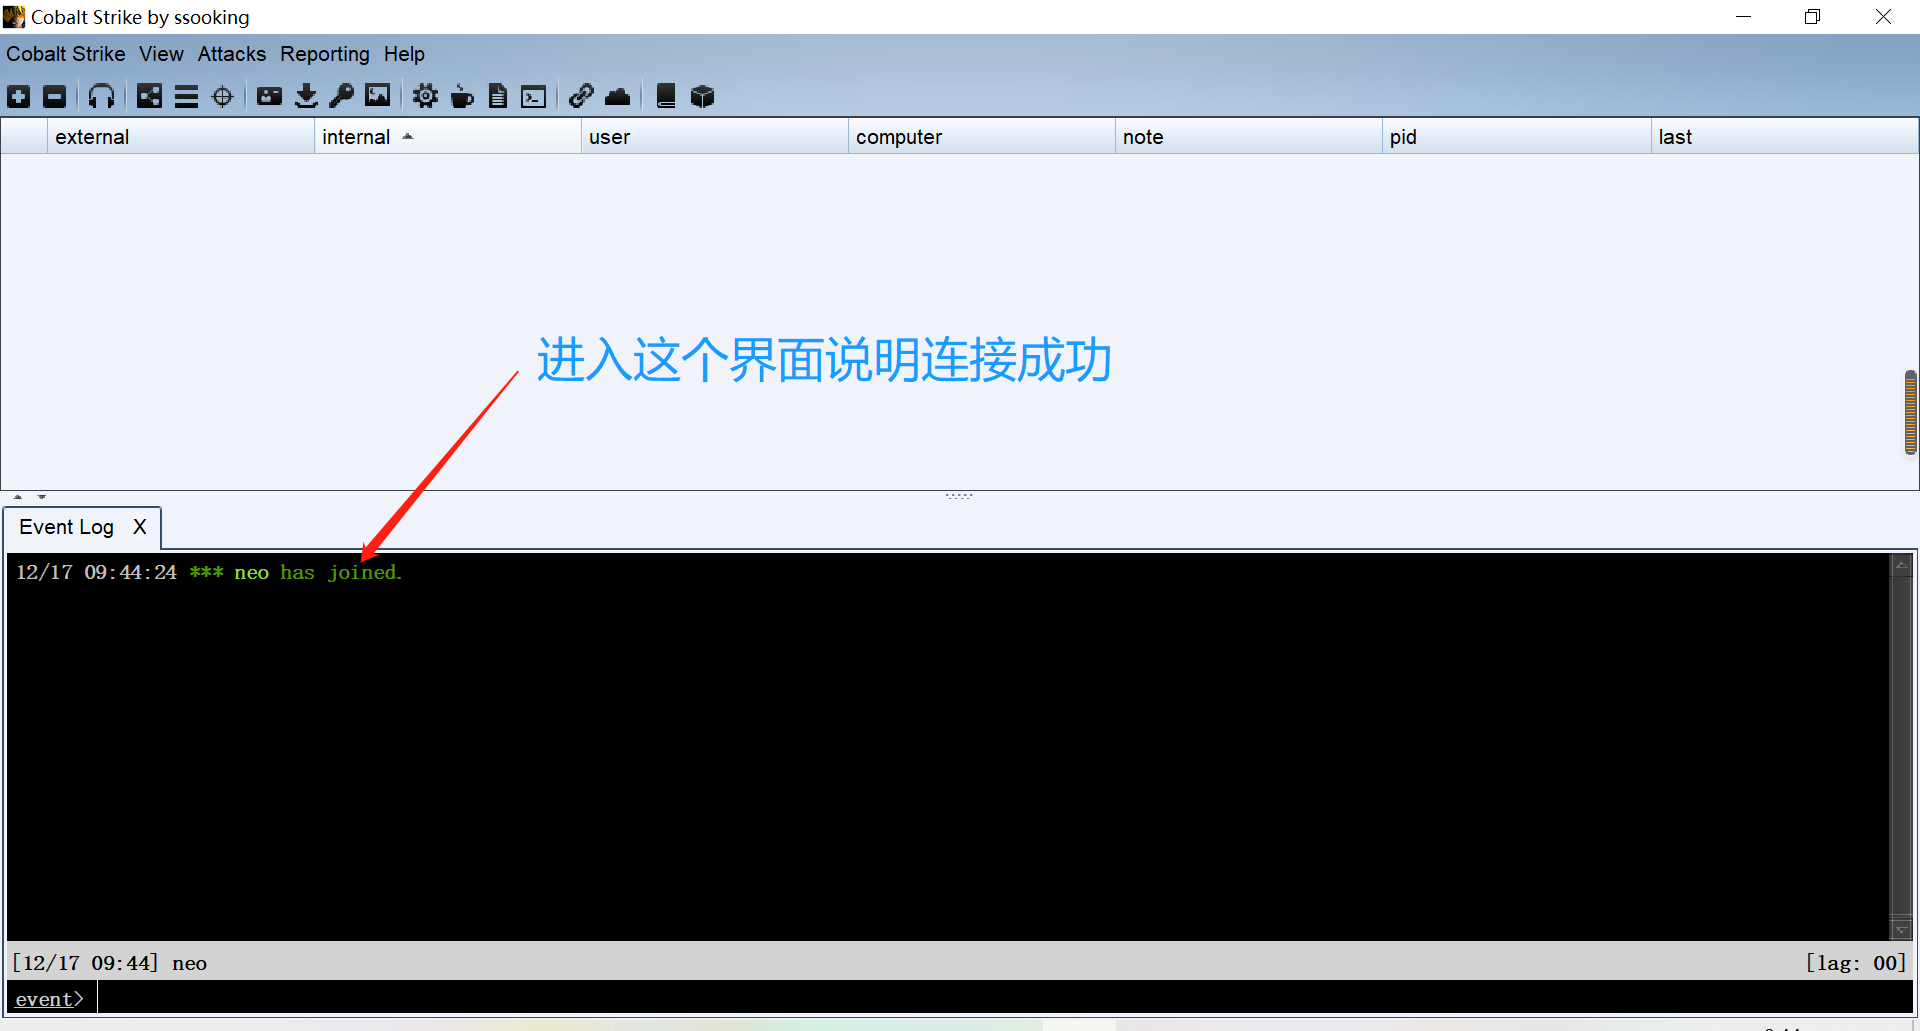 Cobalt Strike by ssooking
Cobalt Strike View Attacks Reporting Help
external internal user computer note pid last
进入这个界面说明连接成功
Event Log X
12/17 09:44:24 *** neo has joined.
[12/17 09:44] neo [lag: 00]
event>